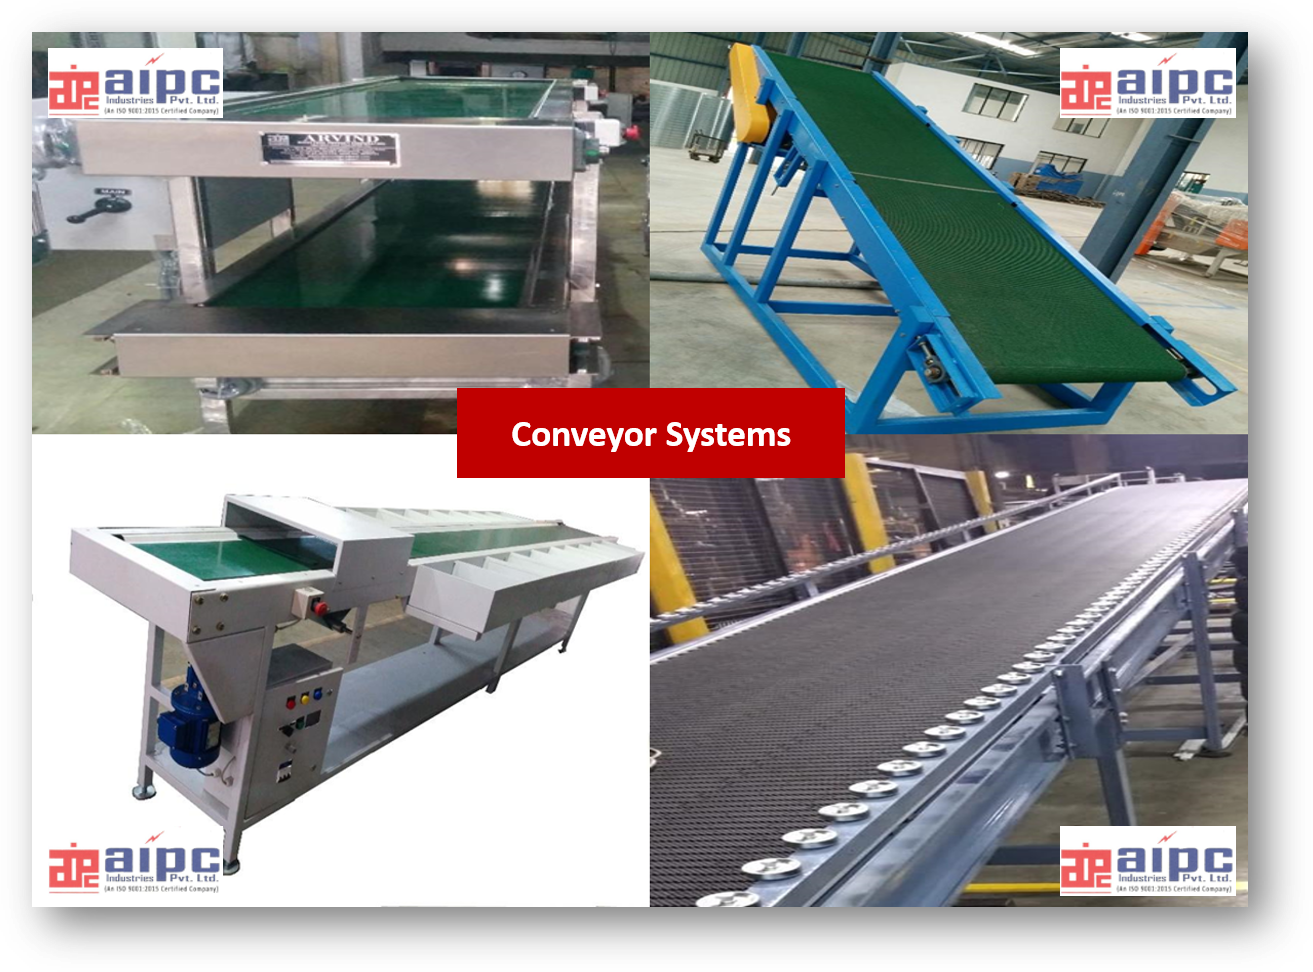 aipc
Industries Pvt. Ltd.
(An ISO 9001:2015 Certified Company)
ARVIND
MAIN
aipc
Industries Pvt. Ltd.
(An ISO 9001:2015 Certified Company)
Conveyor Systems
aipc
Industries Pvt. Ltd.
(An ISO 9001:2015 Certified Company)
aipc
Industries Pvt. Ltd.
(An ISO 9001:2015 Certified Company)